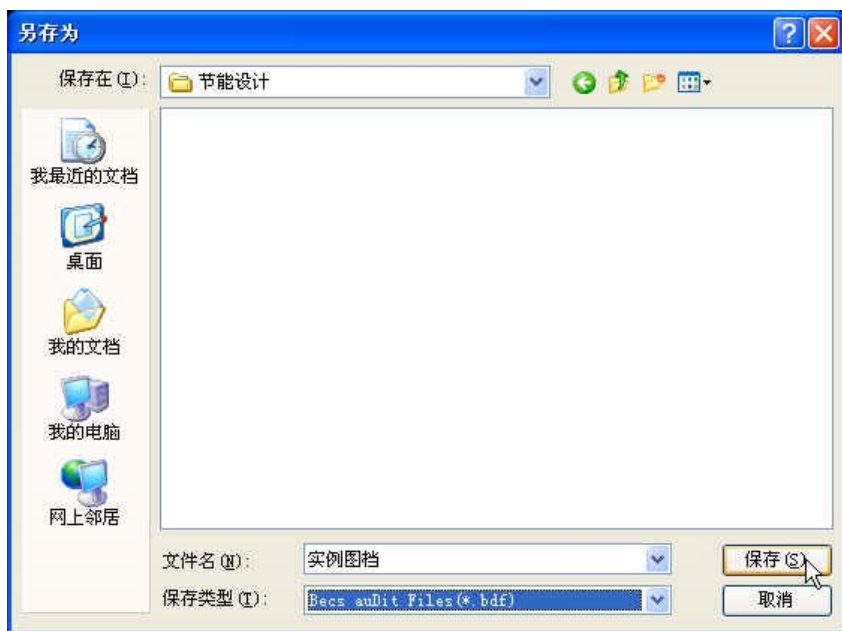 另存为
保存在(I):
节能设计
我最近的文档
桌面
我的文档
我的电脑
网上邻居
文件名(N):
实例图档
保存(S)
保存类型(T):
Becs auDit Files(*.bdf)
取消